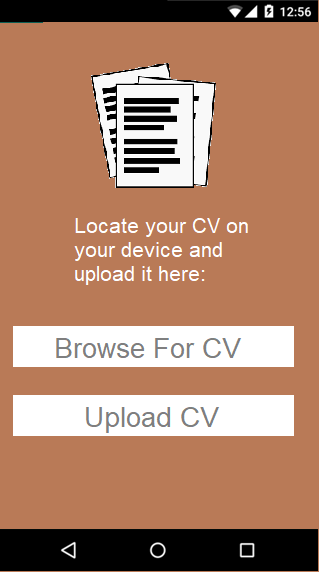 12:56
Locate your CV on
your device and
upload it here:
Browse For CV
Upload CV